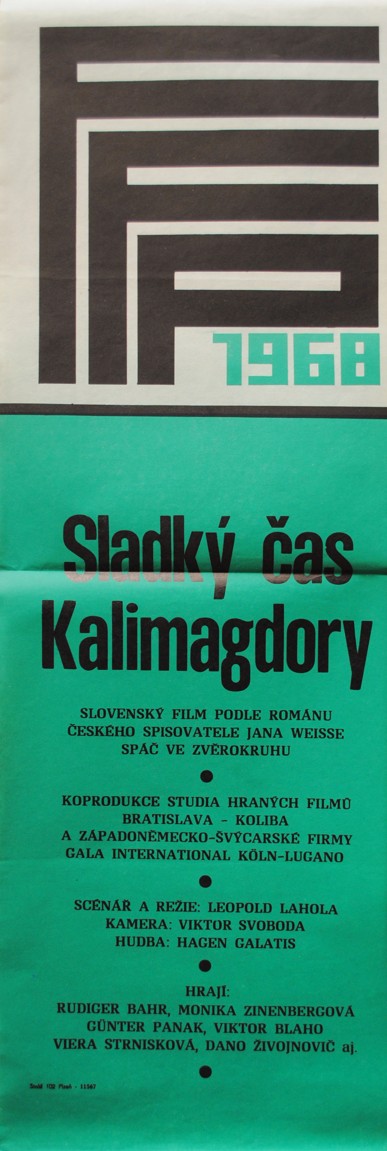 FFP
1968
Sladký čas
Kalimagdory
SLOVENSKÝ FILM PODLE ROMÁNU
ČESKÉHO SPISOVATELE JANA WEISSE
SPÁČ VE ZVĚROKRUHU
KOPRODUKCE STUDIA HRANÝCH FILMŮ
BRATISLAVA - KOLIBA
A ZÁPADONĚMECKO-ŠVÝCARSKÉ FIRMY
GALA INTERNATIONAL KÖLN-LUGANO
SCÉNÁŘ A REŽIE: LEOPOLD LAHOLA
KAMERA: VIKTOR SVOBODA
HUDBA: HAGEN GALATIS
HRAJÍ:
RUDIGER BAHR, MONIKA ZINENBERGOVÁ
GÜNTER PANAK, VIKTOR BLAHO
VIERA STRNISKOVÁ, DANO ŽIVOJNOVIČ aj.
Plzeň - 11567